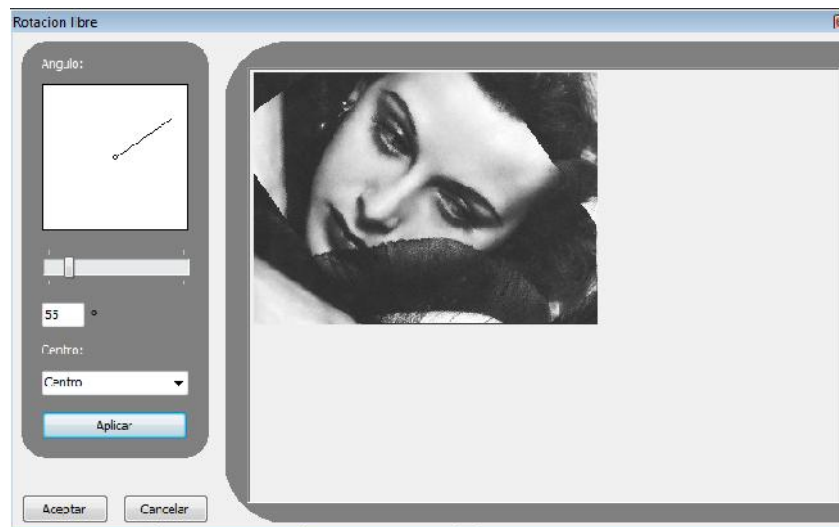 Rotacion libre
Angulo:
55 °
Centro:
Centro
Aplicar
Aceptar
Cancelar